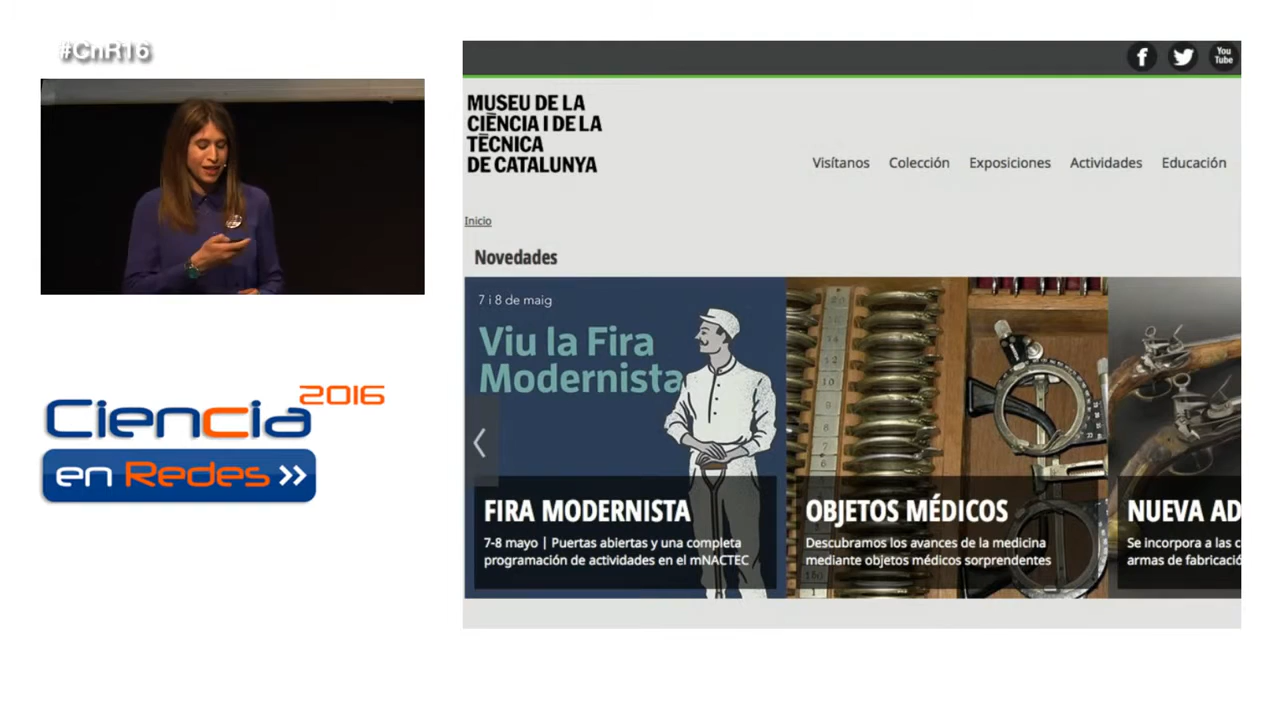 #CnR16
Ciencia 2016
en Redes >>
You
Tube
MUSEU DE LA
CIÈNCIA I DE LA
TÈCNICA
DE CATALUNYA
Visítanos Colección Exposiciones Actividades Educación
Inicio
Novedades
7 i 8 de maig
Viu la Fira
Modernista
FIRA MODERNISTA
7-8 mayo | Puertas abiertas y una completa
programación de actividades en el mNACTEC
OBJETOS MÉDICOS
Descubramos los avances de la medicina
mediante objetos médicos sorprendentes
NUEVA AD
Se incorpora a las c
armas de fabricació